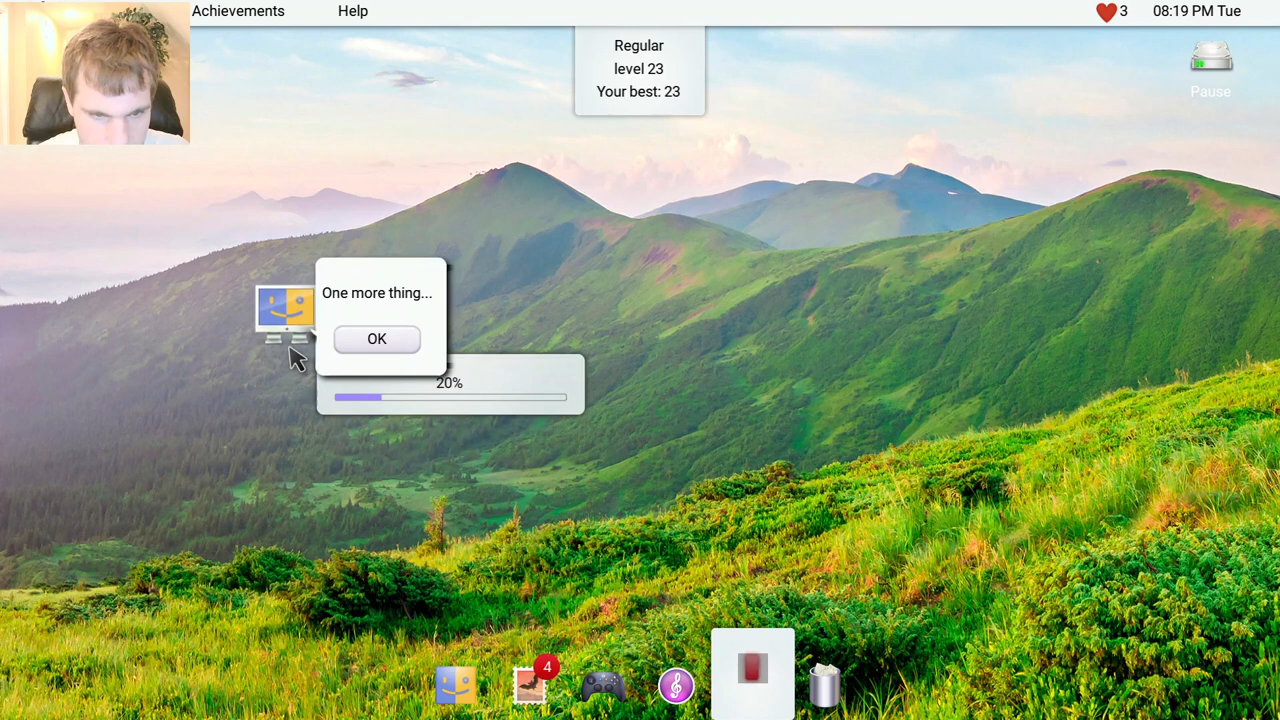 Achievements
Help
3
08:19 PM Tue
Regular
level 23
Your best: 23
Pause
One more thing...
OK
20%
4